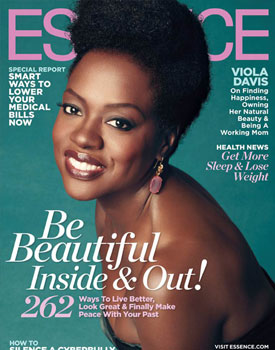 ESSENCE
SPECIAL REPORT
SMART
WAYS TO
LOWER
YOUR
MEDICAL
BILLS
NOW
VIOLA
DAVIS
On Finding
Happiness,
Owning
Her Natural
Beauty &
Being A
Working Mom
HEALTH NEWS
Get More
Sleep & Lose
Weight
Be
Beautiful
Inside & Out!
262 Ways To Live Better,
Look Great & Finally Make
Peace With Your Past
HOW TO
SILENCE A CYBERBULLY
VISIT ESSENCE.COM